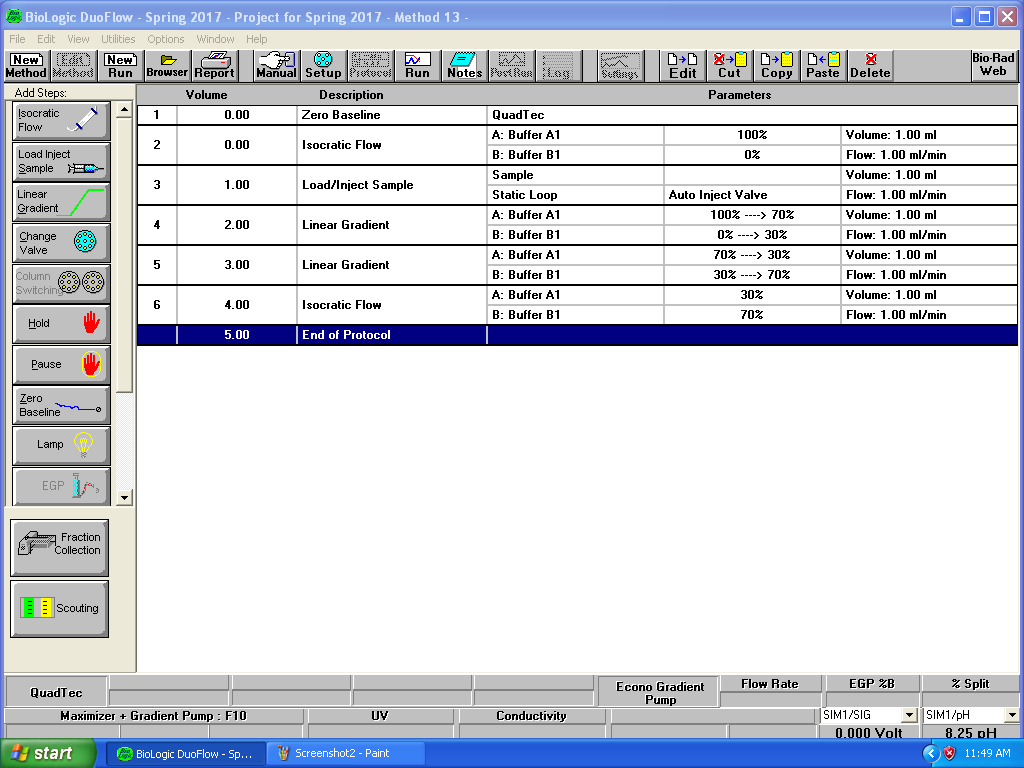 BioLogic DuoFlow - Spring 2017 - Project for Spring 2017 - Method 13 -
File Edit View Utilities Options Window Help
New Method
New Run
Browser
Report
Manual
Setup
Protocol
Run
Notes
PostRun
Log
Settings
Edit
Cut
Copy
Paste
Delete
Bio-Rad Web
Add Steps:
Isocratic Flow
Load Inject Sample
Linear Gradient
Change Valve
Column Switching
Hold
Pause
Zero Baseline
Lamp
EGP
Fraction Collection
Scouting
Volume Description Parameters
1 0.00 Zero Baseline QuadTec
2 0.00 Isocratic Flow A: Buffer A1 100% Volume: 1.00 ml
B: Buffer B1 0% Flow: 1.00 ml/min
3 1.00 Load/Inject Sample Sample Volume: 1.00 ml
Static Loop Auto Inject Valve Flow: 1.00 ml/min
4 2.00 Linear Gradient A: Buffer A1 100% ----> 70% Volume: 1.00 ml
B: Buffer B1 0% ----> 30% Flow: 1.00 ml/min
5 3.00 Linear Gradient A: Buffer A1 70% ----> 30% Volume: 1.00 ml
B: Buffer B1 30% ----> 70% Flow: 1.00 ml/min
6 4.00 Isocratic Flow A: Buffer A1 30% Volume: 1.00 ml
B: Buffer B1 70% Flow: 1.00 ml/min
5.00 End of Protocol
QuadTec
Econo Gradient Pump
Flow Rate EGP %B % Split
Maximizer + Gradient Pump : F10 UV Conductivity SIM1/SIG SIM1/pH
0.000 Volt 8.25 pH
start BioLogic DuoFlow - Sp... Screenshot2 - Paint 11:49 AM